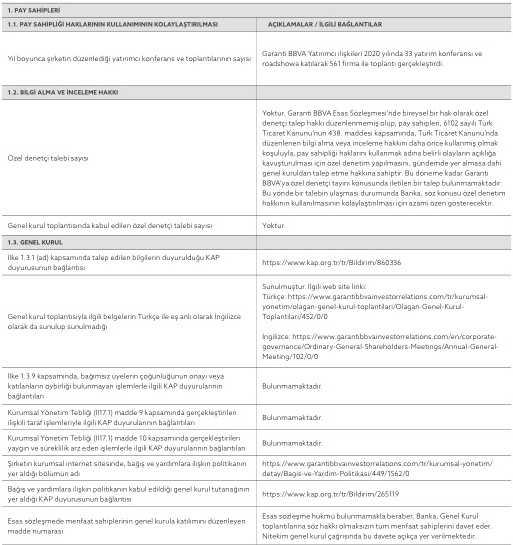 1. PAY SAHİPLERİ
1.1. PAY SAHİPLİĞİ HAKLARININ KULLANIMININ KOLAYLAŞTIRILMASI
AÇIKLAMALAR / İLGİLİ BAĞLANTILAR
Yıl boyunca şirketin düzenlediği yatırımcı konferans ve toplantılarının sayısı
Garanti BBVA Yatırımcı ilişkileri 2020 yılında 33 yatırım konferansı ve
roadshowa katılarak 561 firma ile toplantı gerçekleştirdi.
1.2. BİLGİ ALMA VE İNCELEME HAKKI
Özel denetçi talebi sayısı
Yoktur. Garanti BBVA Esas Sözleşmesi'nde bireysel bir hak olarak özel
denetçi talep hakkı düzenlenmemiş olup, pay sahipleri, 6102 sayılı Türk
Ticaret Kanunu'nun 438. maddesi kapsamında, Türk Ticaret Kanunu'nda
düzenlenen bilgi alma veya inceleme hakkını daha önce kullanmış olmak
koşuluyla, pay sahipliği haklarını kullanmak adına belirli olayların açıklığa
kavuşturulması için özel denetim yapılmasını, gündemde yer almasa dahi
genel kuruldan talep etme hakkına sahiptir. Bu döneme kadar Garanti
BBVA'ya özel denetçi tayini konusunda iletilen bir talep bulunmamaktadır.
Bu yönde bir talebin ulaşması durumunda Banka, söz konusu özel denetim
hakkının kullanılmasının kolaylaştırılması için azami özen gösterecektir.
Genel kurul toplantısında kabul edilen özel denetçi talebi sayısı
Yoktur.
1.3. GENEL KURUL
İlke 1.3.1 (ad) kapsamında talep edilen bilgilerin duyurulduğu KAP
duyurusunun bağlantısı
https://www.kap.org.tr/tr/Bildirim/860336
Genel kurul toplantısıyla ilgili belgelerin Türkçe ile eş anlı olarak İngilizce
olarak da sunulup sunulmadığı
Sunulmuştur. İlgili web site linki:
Türkçe: https://www.garantibbvainvestorrelations.com/tr/kurumsal-
yonetim/olagan-genel-kurul-toplantilari/Olagan-Genel-Kurul-
Toplantilari/452/0/0
İngilizce: https://www.garantibbvainvestorrelations.com/en/corporate-
governance/Ordinary-General-Shareholders-Meetings/Annual-General-
Meeting/102/0/0
İlke 1.3.9 kapsamında, bağımsız üyelerin çoğunluğunun onayı veya
katılanların oybirliği bulunmayan işlemlerle ilgili KAP duyurularının
bağlantıları
Bulunmamaktadır.
Kurumsal Yönetim Tebliği (II17.1) madde 9 kapsamında gerçekleştirilen
ilişkili taraf işlemleriyle ilgili KAP duyurularının bağlantıları
Bulunmamaktadır.
Kurumsal Yönetim Tebliği (II17.1) madde 10 kapsamında gerçekleştirilen
yaygın ve süreklilik arz eden işlemlerle ilgili KAP duyurularının bağlantıları
Bulunmamaktadır.
Şirketin kurumsal internet sitesinde, bağış ve yardımlara ilişkin politikanın
yer aldığı bölümün adı
https://www.garantibbvainvestorrelations.com/tr/kurumsal-yonetim/
detay/Bagis-ve-Yardim-Politikasi/449/1562/0
Bağış ve yardımlara ilişkin politikanın kabul edildiği genel kurul tutanağının
yer aldığı KAP duyurusunun bağlantısı
https://www.kap.org.tr/tr/Bildirim/265119
Esas sözleşmede menfaat sahiplerinin genel kurula katılımını düzenleyen
madde numarası
Esas sözleşme hükmü bulunmamakla beraber, Banka, Genel Kurul
toplantılarına söz hakkı olmaksızın tüm menfaat sahiplerini davet eder.
Nitekim genel kurul çağrısında bu davete açıkça yer verilmektedir.